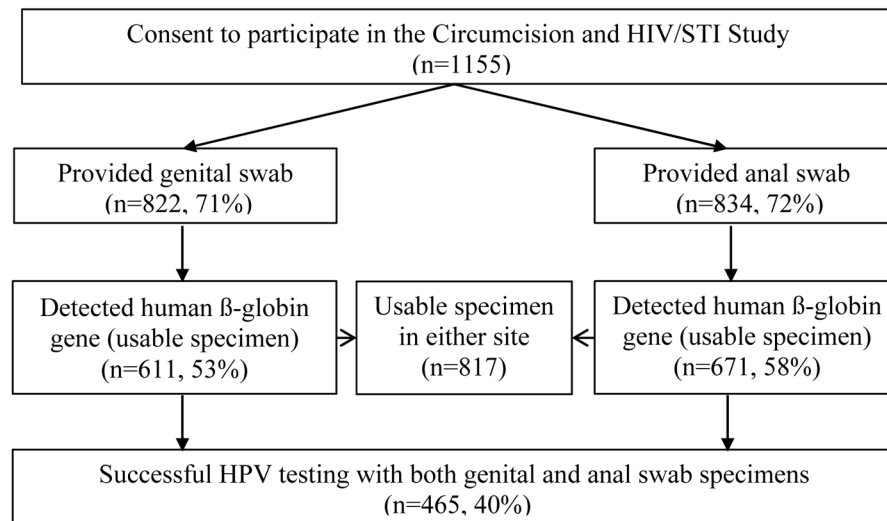 Consent to participate in the Circumcision and HIV/STI Study
(n=1155)
Provided genital swab
(n=822, 71%)
Provided anal swab
(n=834, 72%)
Detected human ß-globin
gene (usable specimen)
(n=611, 53%)
Usable specimen
in either site
(n=817)
Detected human ß-globin
gene (usable specimen)
(n=671, 58%)
Successful HPV testing with both genital and anal swab specimens
(n=465, 40%)